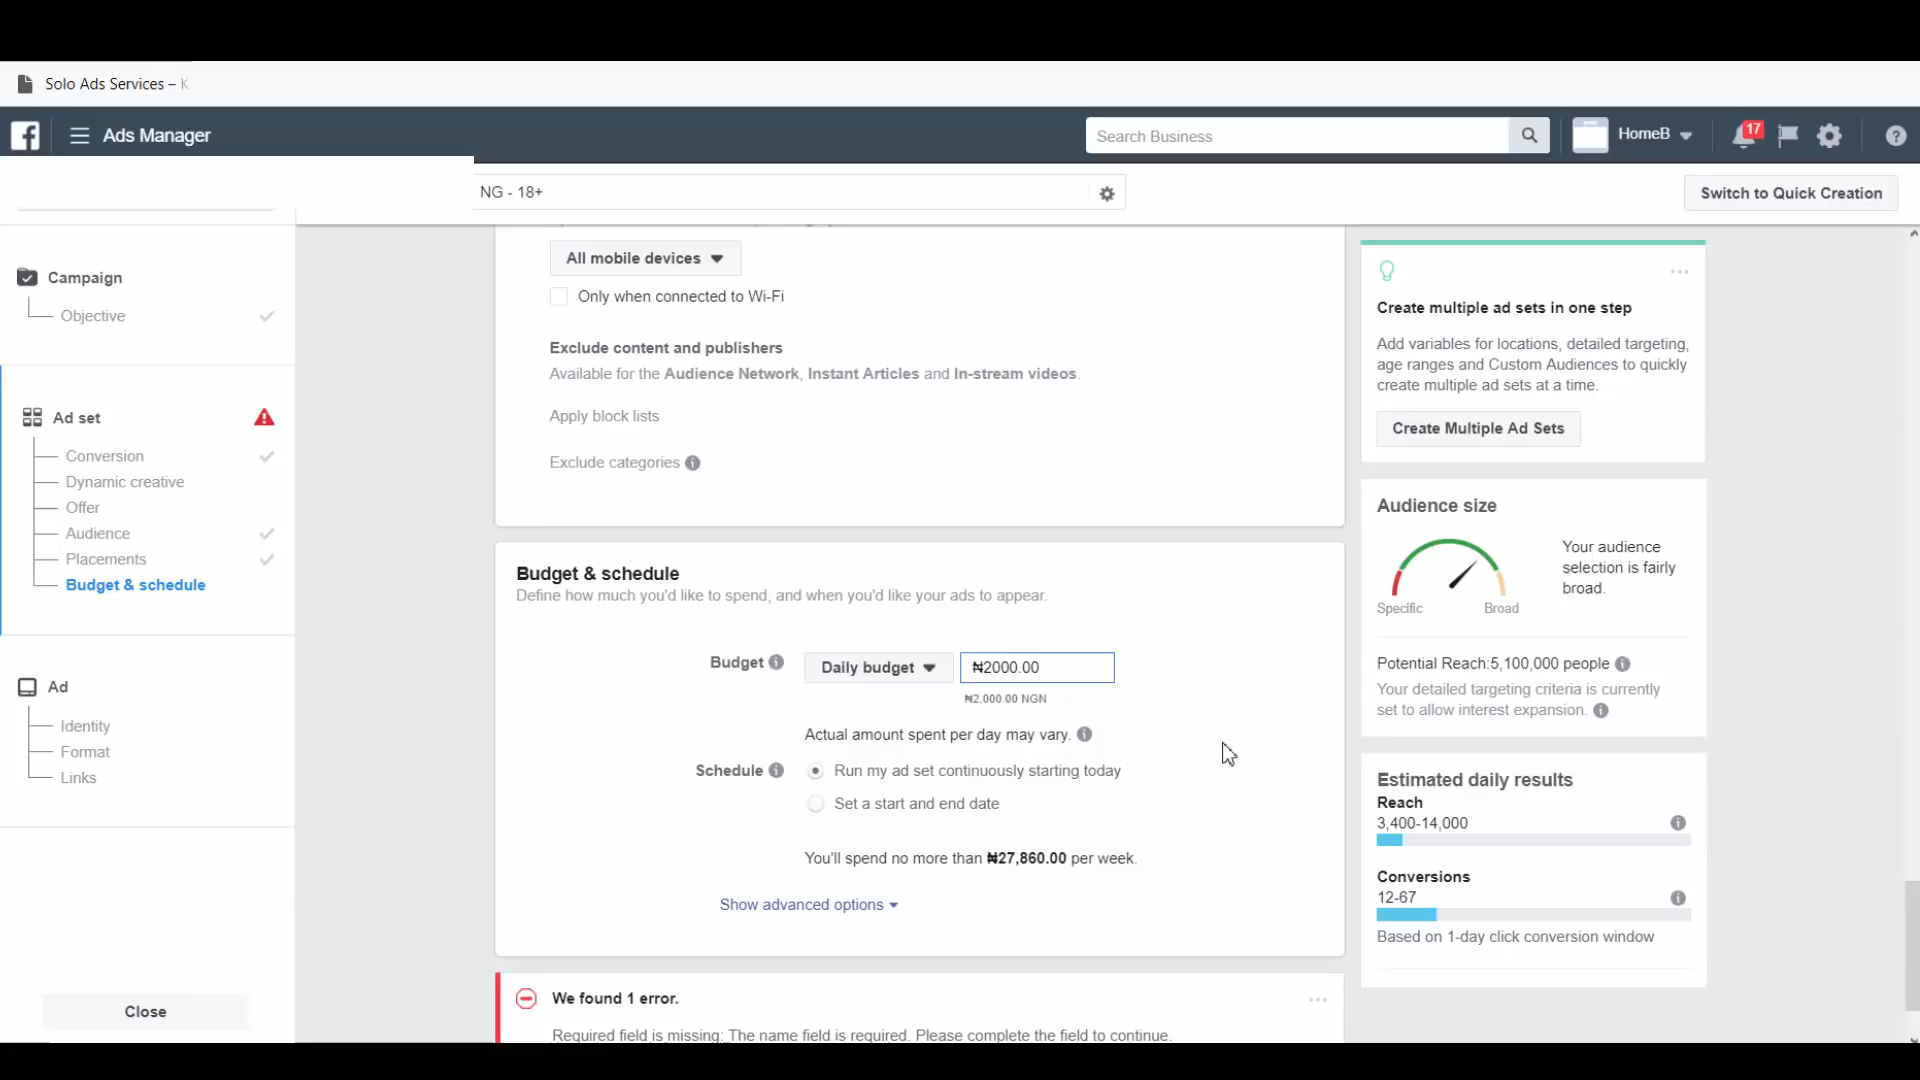 Solo Ads Services – K
Ads Manager
Search Business
HomeB
17
NG - 18+
Switch to Quick Creation
Campaign
Objective
Ad set
Conversion
Dynamic creative
Offer
Audience
Placements
Budget & schedule
Ad
Identity
Format
Links
Close
All mobile devices
Only when connected to Wi-Fi
Exclude content and publishers
Available for the Audience Network, Instant Articles and In-stream videos.
Apply block lists
Exclude categories
Budget & schedule
Define how much you'd like to spend, and when you'd like your ads to appear.
Budget
Daily budget
₦2000.00
₦2,000.00 NGN
Actual amount spent per day may vary.
Schedule
Run my ad set continuously starting today
Set a start and end date
You'll spend no more than ₦27,860.00 per week.
Show advanced options
We found 1 error.
Required field is missing: The name field is required. Please complete the field to continue.
Create multiple ad sets in one step
Add variables for locations, detailed targeting,
age ranges and Custom Audiences to quickly
create multiple ad sets at a time.
Create Multiple Ad Sets
Audience size
Your audience
selection is fairly
broad.
Specific
Broad
Potential Reach:5,100,000 people
Your detailed targeting criteria is currently
set to allow interest expansion.
Estimated daily results
Reach
3,400-14,000
Conversions
12-67
Based on 1-day click conversion window